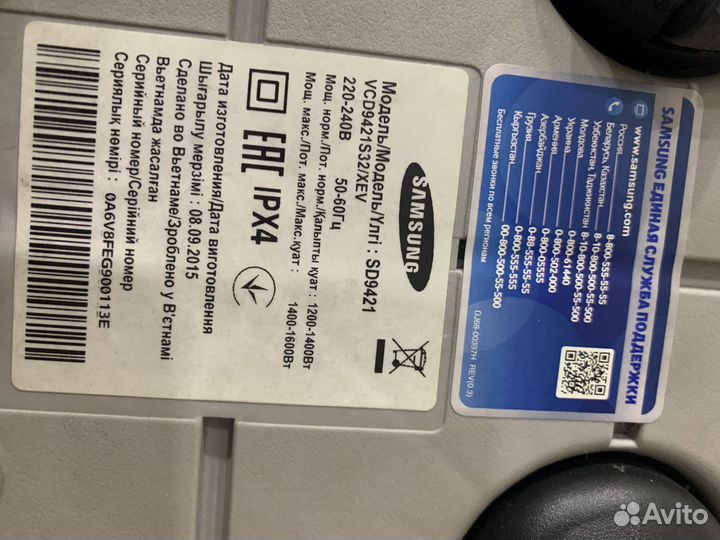 SAMSUNG
Модель/Модель/Үлгі : SD9421
VCD9421S32/XEV
220-240В 50-60Гц
Мощ. норм./Пот. норм./Қалыпты қуат : 1200-1400Вт
Мощ. макс./Пот. макс./Макс.қуат : 1400-1600Вт
EAC IPX4
Дата изготовления/Дата виготовлення
Шығарылу мерзімі : 08.09.2015
Сделано во Вьетнаме/Зроблено у В'єтнамі
Вьетнамда жасалған
Серийный номер/Серійний номер
Сериялық нөмірі : 0A6V8FEG900113E
SAMSUNG ЕДИНАЯ СЛУЖБА ПОДДЕРЖКИ
www.samsung.com
Россия 8-800-555-55-55
Беларусь, Казахстан 8-10-800-500-55-500
Узбекистан, Таджикистан 8-10-800-500-55-500
Молдова 0-800-61440
Украина 0-800-502-000
Армения 0-800-05555
Азербайджан 0-88-555-55-55
Грузия 0-800-555-555
Кыргызстан 00-800-500-55-500
Бесплатные звонки по всем регионам
DJ68-00397H REV(0.3)
Avito